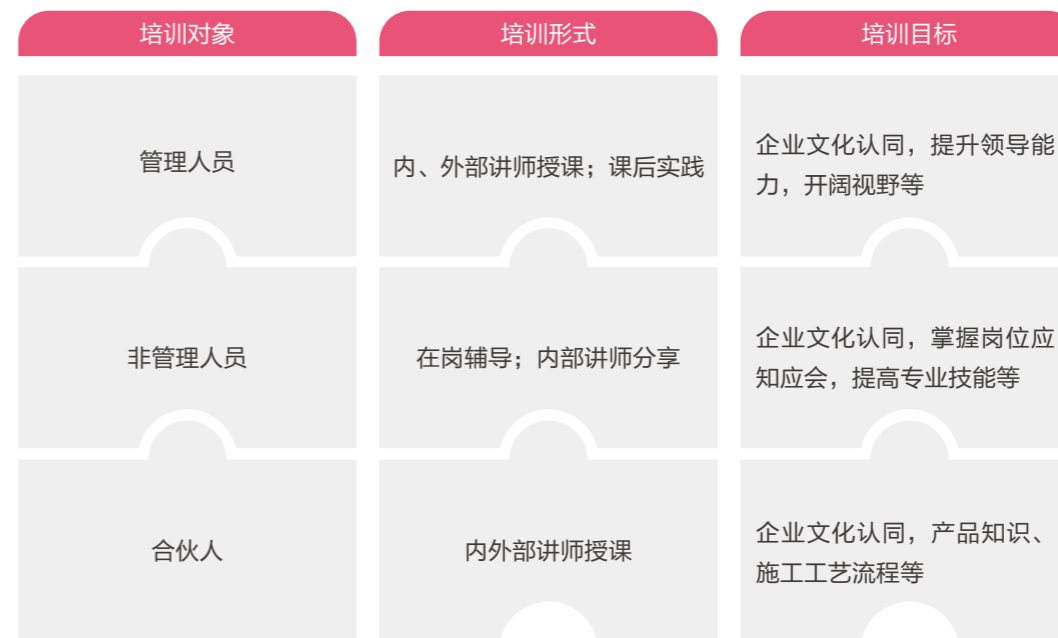 培训对象
培训形式
培训目标
管理人员
内、外部讲师授课；课后实践
企业文化认同，提升领导能
力，开阔视野等
非管理人员
在岗辅导；内部讲师分享
企业文化认同，掌握岗位应
知应会，提高专业技能等
合伙人
内外部讲师授课
企业文化认同，产品知识、
施工工艺流程等